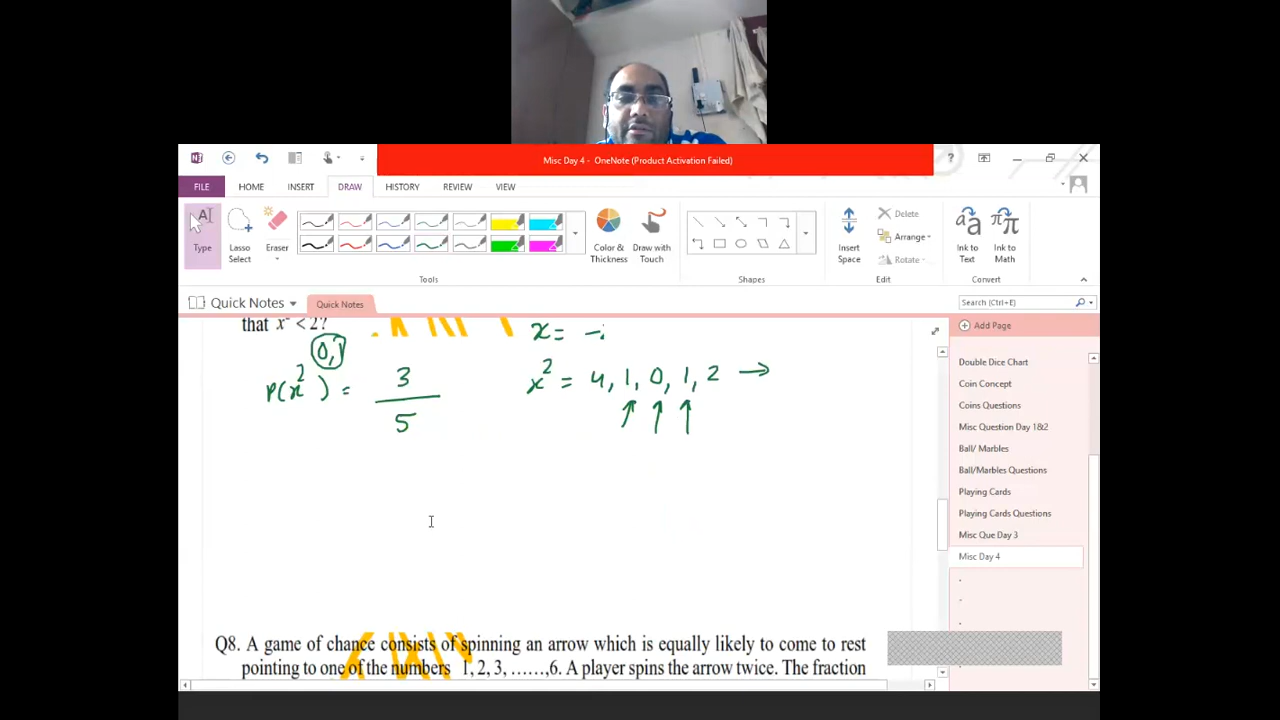 Misc Day 4 - OneNote (Product Activation Failed)
FILE HOME INSERT DRAW HISTORY REVIEW VIEW
Type
Lasso Select
Eraser
Color & Thickness
Draw with Touch
Insert Space
Delete
Arrange
Rotate
Ink to Text
Ink to Math
Tools
Shapes
Edit
Convert
Quick Notes
Quick Notes
Search (Ctrl+E)
Add Page
Double Dice Chart
Coin Concept
Coins Questions
Misc Question Day 1&2
Ball/ Marbles
Ball/Marbles Questions
Playing Cards
Playing Cards Questions
Misc Que Day 3
Misc Day 4
that x² < 2?
x =
0, 1
P(x²) = 3/5
x² = 4, 1, 0, 1, 2 →
Q8. A game of chance consists of spinning an arrow which is equally likely to come to rest
pointing to one of the numbers 1, 2, 3, ......,6. A player spins the arrow twice. The fraction